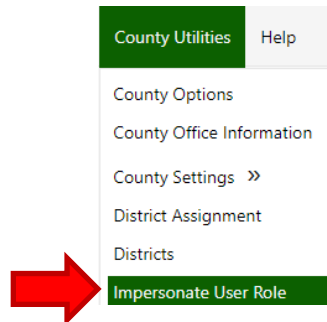 County Utilities Help
County Options
County Office Information
County Settings »
District Assignment
Districts
Impersonate User Role